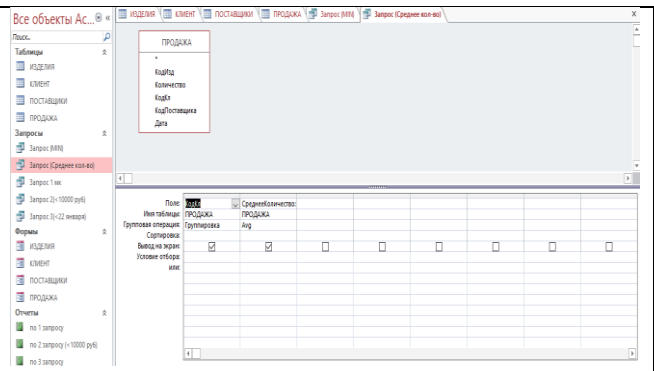 Все объекты Ac...
Поиск...
Таблицы
ИЗДЕЛИЯ
КЛИЕНТ
ПОСТАВЩИКИ
ПРОДАЖА
Запросы
Запрос (MIN)
Запрос (Среднее кол-во)
Запрос 1 мк
Запрос 2(<10000 руб)
Запрос 3(<22 января)
Формы
ИЗДЕЛИЯ
КЛИЕНТ
ПОСТАВЩИКИ
ПРОДАЖА
Отчеты
по 1 запросу
по 2 запросу (<10000 руб)
по 3 запросу
ИЗДЕЛИЯ КЛИЕНТ ПОСТАВЩИКИ ПРОДАЖА Запрос (MIN) Запрос (Среднее кол-во) x
ПРОДАЖА
*
КодИзд
Количество
КодКл
КодПоставщика
Дата
Поле: КодКл СреднееКоличество:
Имя таблицы: ПРОДАЖА ПРОДАЖА
Групповая операция: Группировка Avg
Сортировка:
Вывод на экран:
Условие отбора:
или: